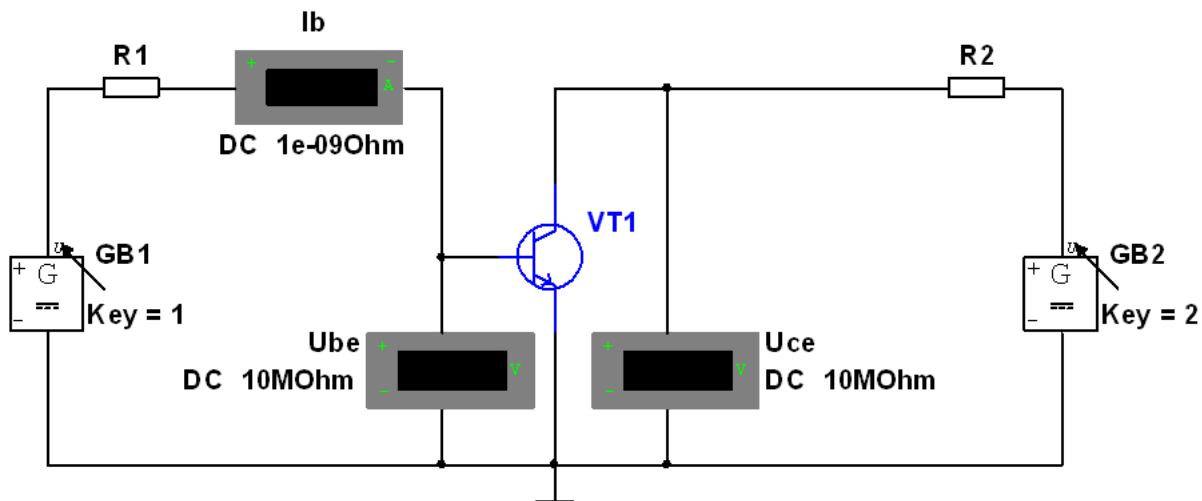 Ib
R1
R2
+ −
A
DC 1e-09Ohm
VT1
u
GB1
+ G
−
Key = 1
u
GB2
+ G
−
Key = 2
Ube
+
V
−
DC 10MOhm
Uce
+
V
−
DC 10MOhm